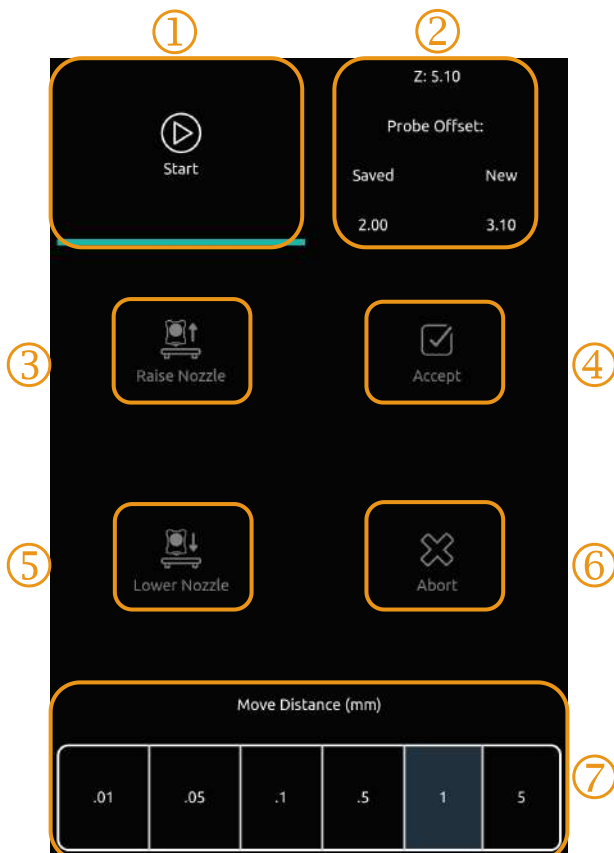 ① ②
Z: 5.10
Probe Offset:
Start
Saved New
2.00 3.10
③ Raise Nozzle Accept ④
⑤ Lower Nozzle Abort ⑥
Move Distance (mm)
.01 .05 .1 .5 1 5 ⑦